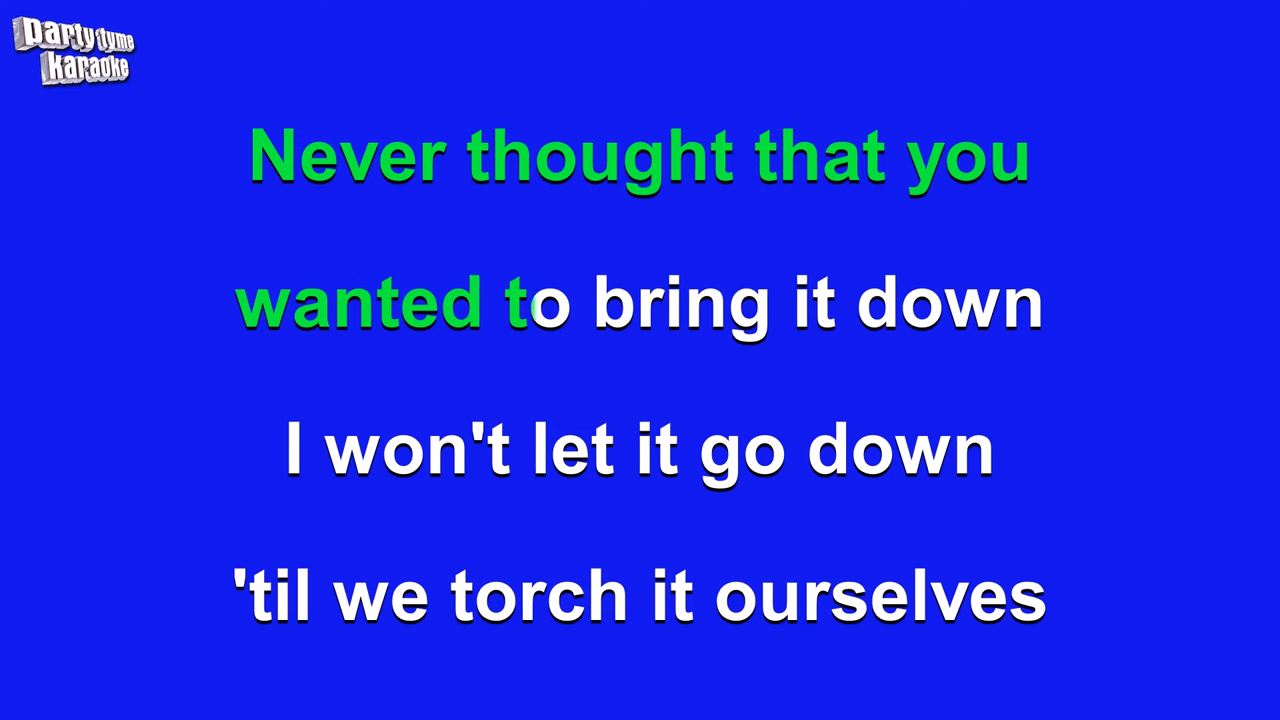 party tyme
karaoke
Never thought that you
wanted to bring it down
I won't let it go down
'til we torch it ourselves